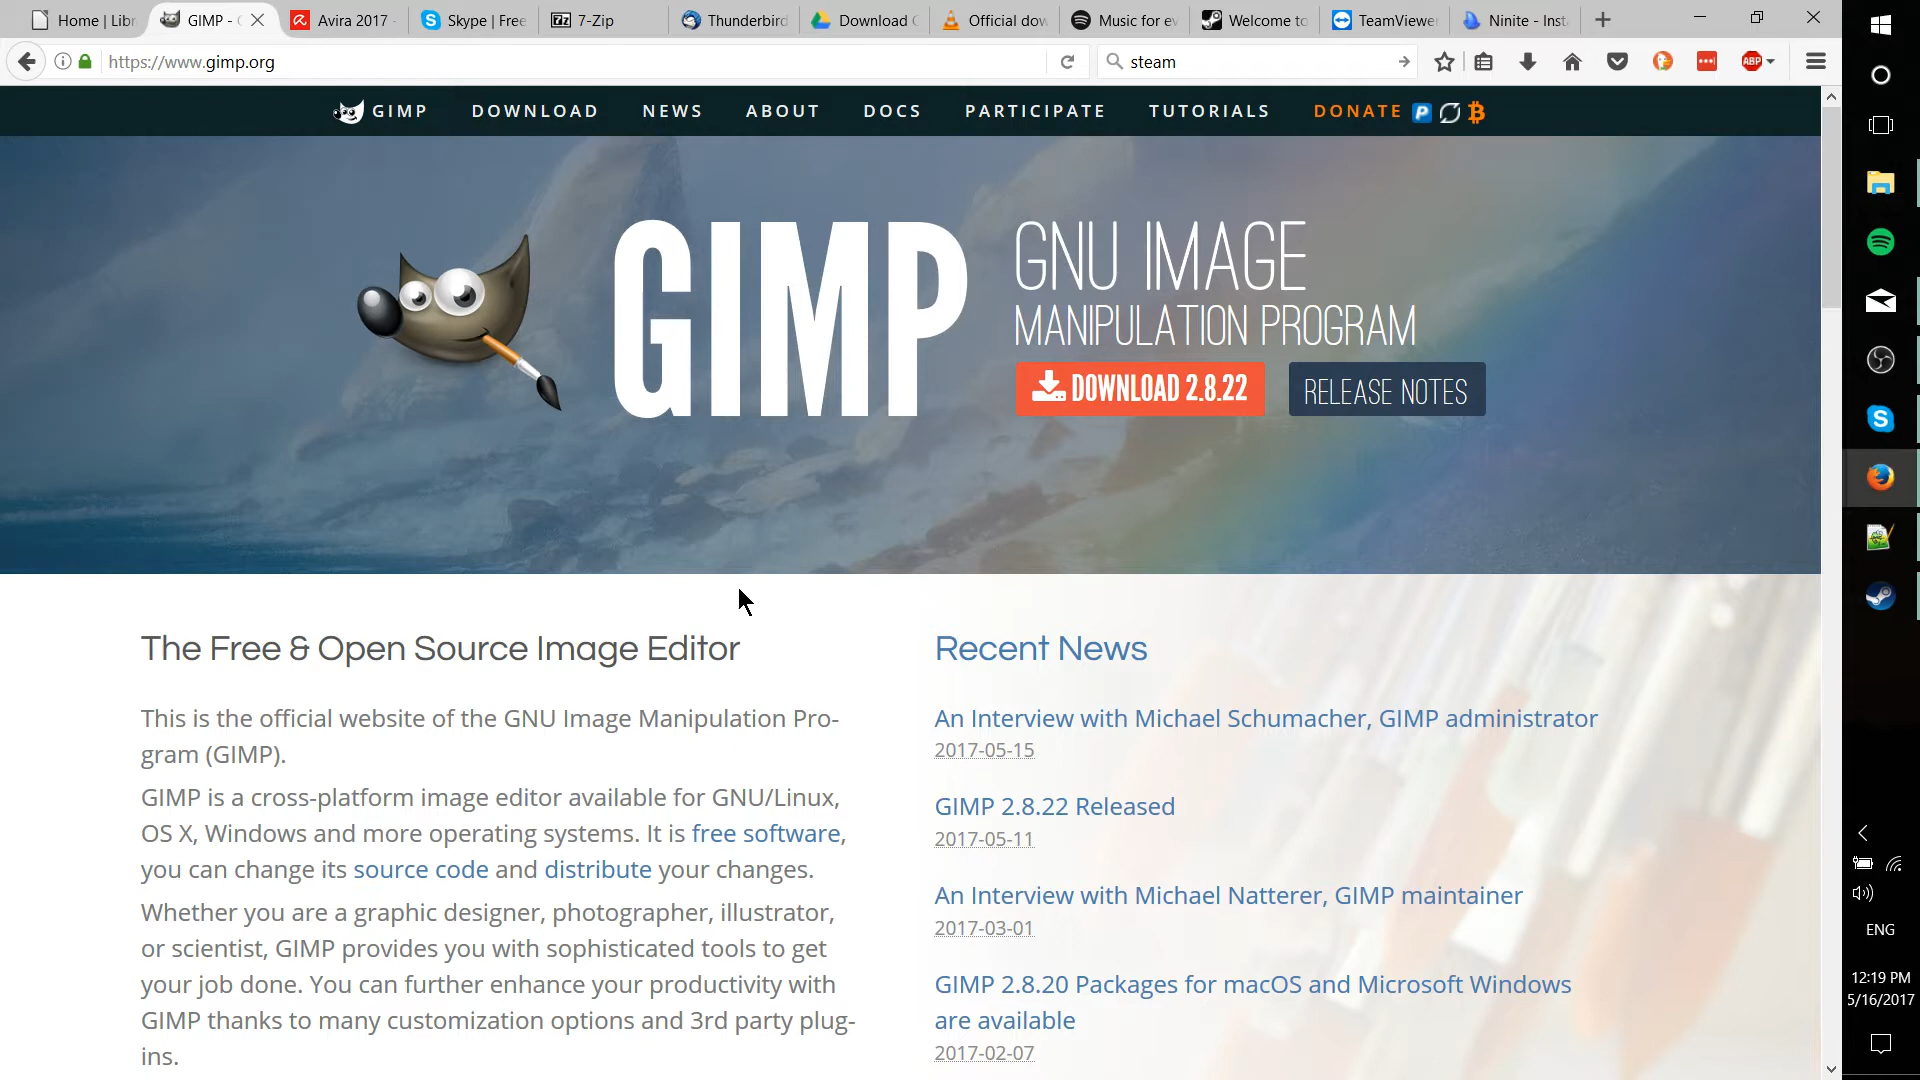 Home | Libr
GIMP - G
Avira 2017 -
Skype | Free
7-Zip
Thunderbird
Download G
Official dow
Music for ev
Welcome to
TeamViewer
Ninite - Inst
https://www.gimp.org
steam
ABP
GIMP
DOWNLOAD
NEWS
ABOUT
DOCS
PARTICIPATE
TUTORIALS
DONATE
GIMP
GNU IMAGE
MANIPULATION PROGRAM
DOWNLOAD 2.8.22
RELEASE NOTES
The Free & Open Source Image Editor
This is the official website of the GNU Image Manipulation Pro-
gram (GIMP).
GIMP is a cross-platform image editor available for GNU/Linux,
OS X, Windows and more operating systems. It is free software,
you can change its source code and distribute your changes.
Whether you are a graphic designer, photographer, illustrator,
or scientist, GIMP provides you with sophisticated tools to get
your job done. You can further enhance your productivity with
GIMP thanks to many customization options and 3rd party plug-
ins.
Recent News
An Interview with Michael Schumacher, GIMP administrator
2017-05-15
GIMP 2.8.22 Released
2017-05-11
An Interview with Michael Natterer, GIMP maintainer
2017-03-01
GIMP 2.8.20 Packages for macOS and Microsoft Windows
are available
2017-02-07
ENG
12:19 PM
5/16/2017